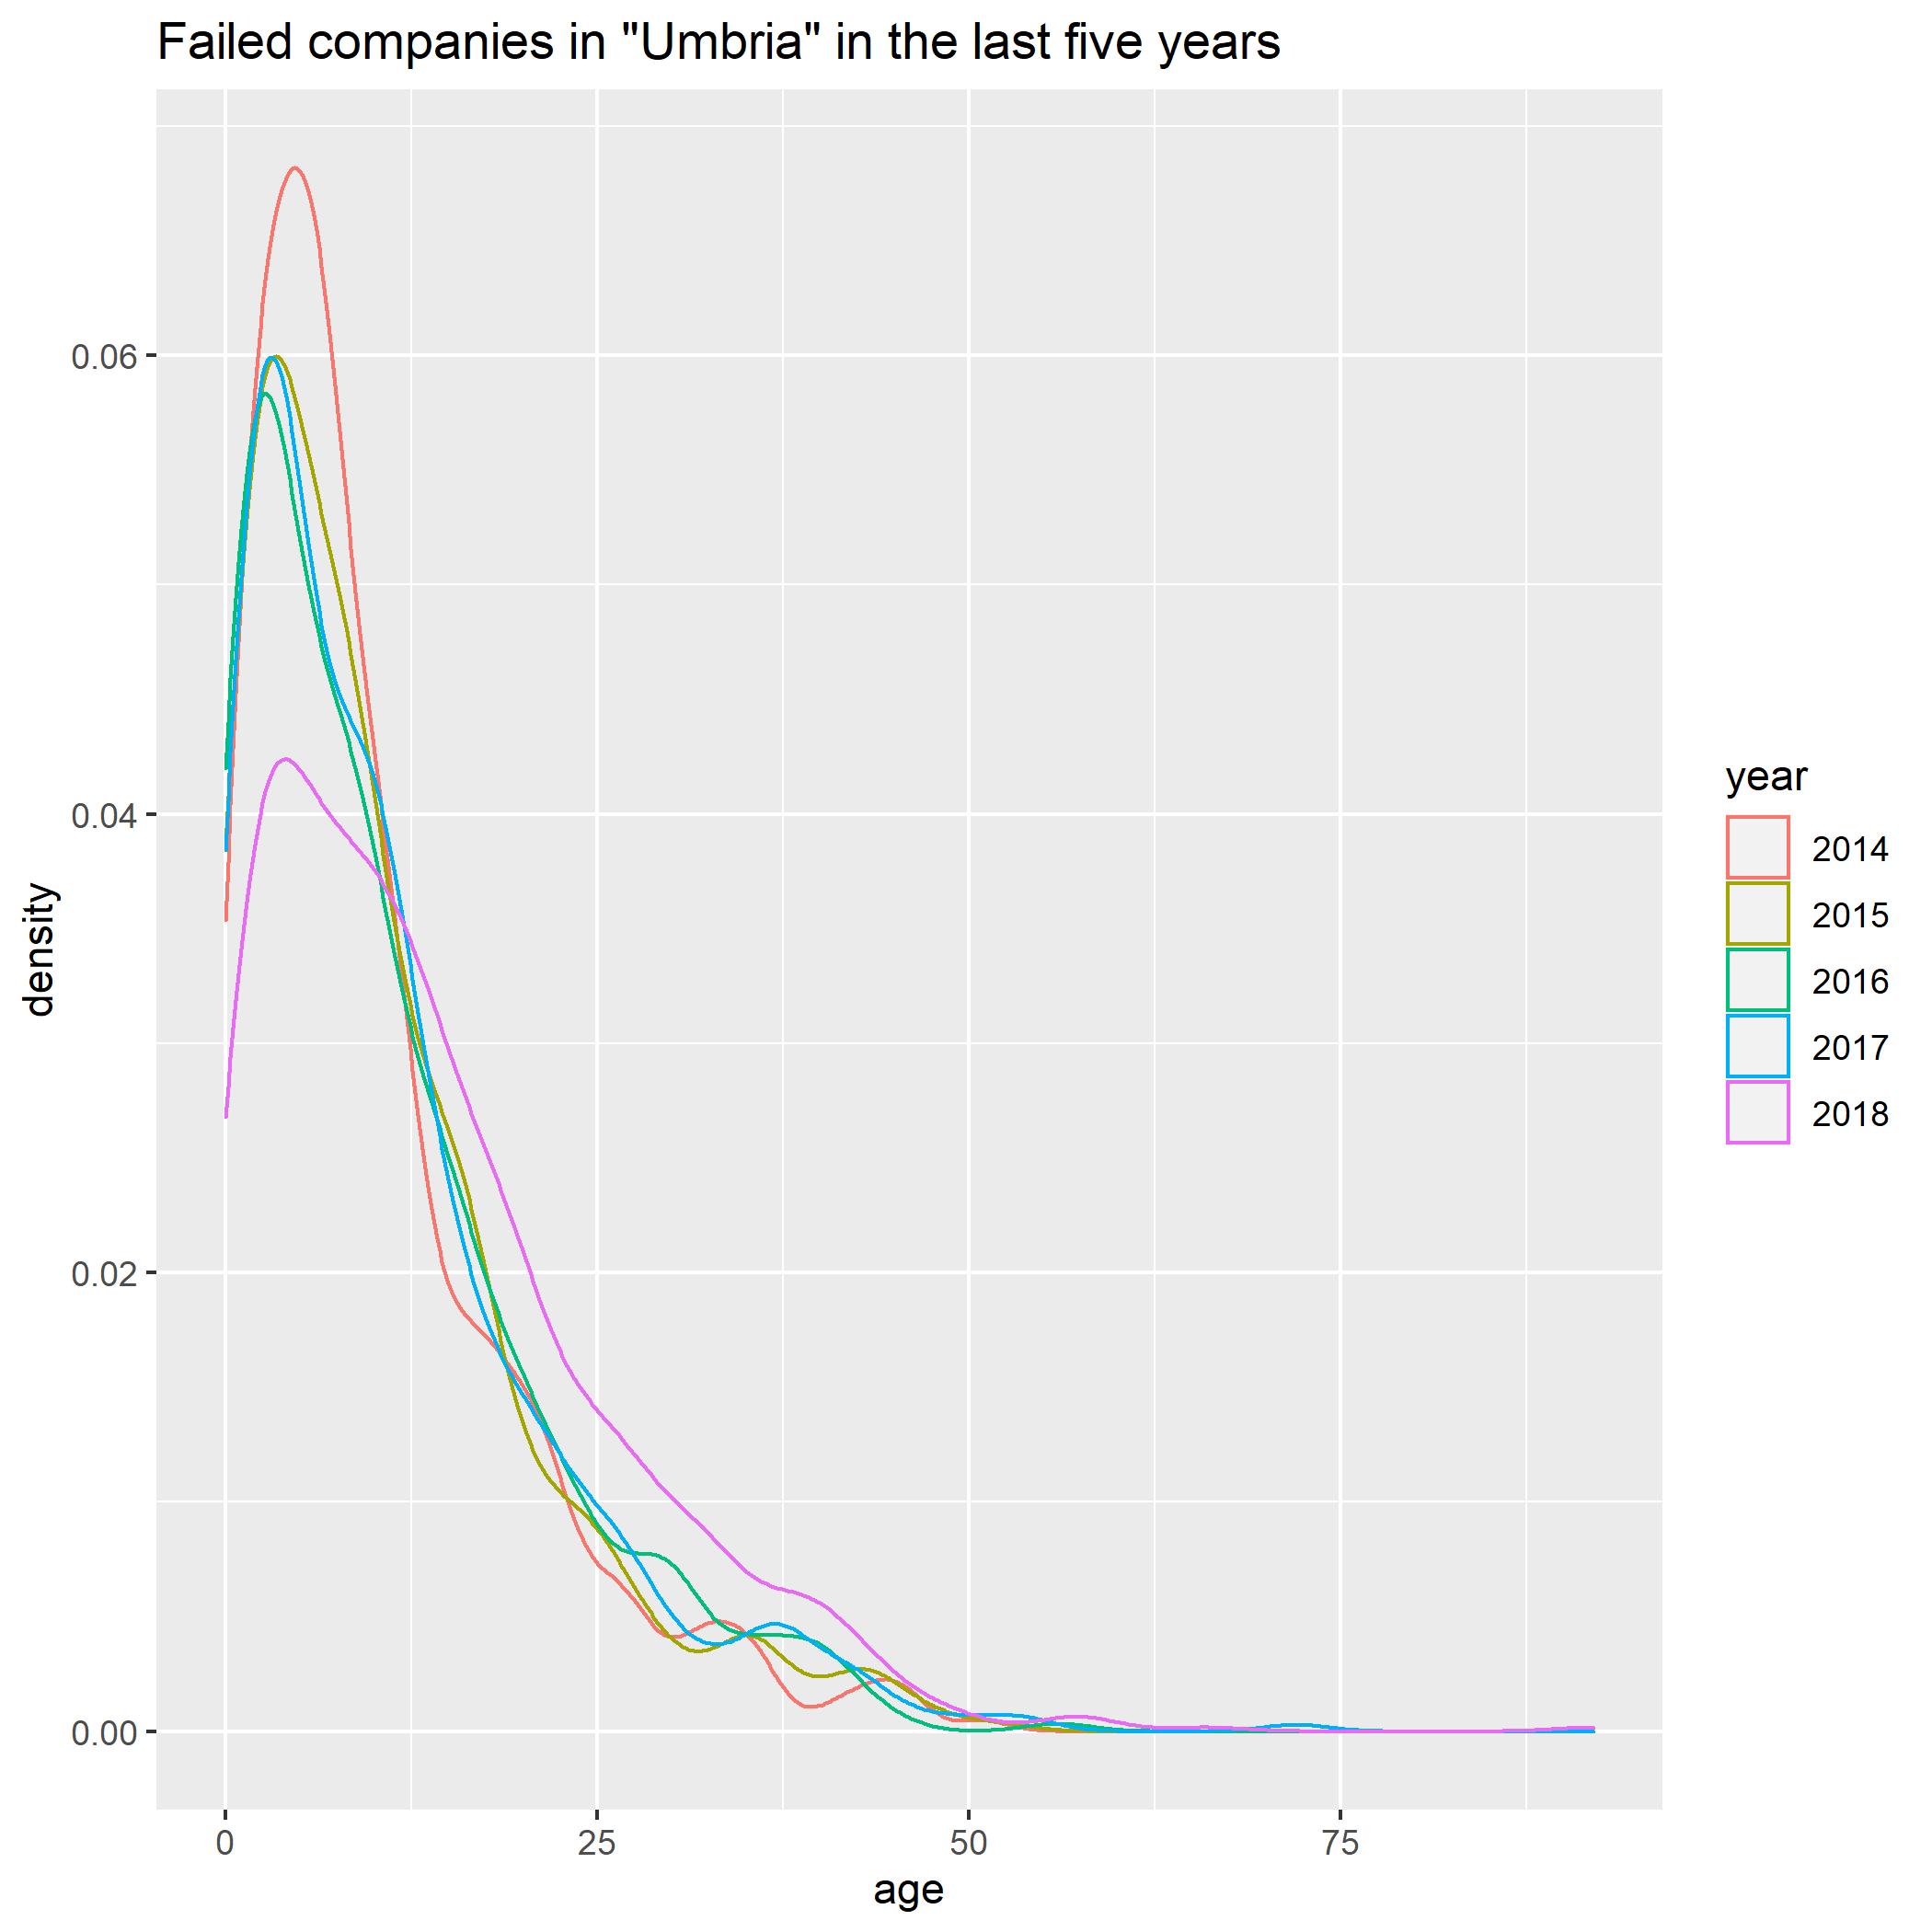 Failed companies in "Umbria" in the last five years
0.06
0.04
0.02
0.00
density
0 25 50 75
age
year
2014
2015
2016
2017
2018